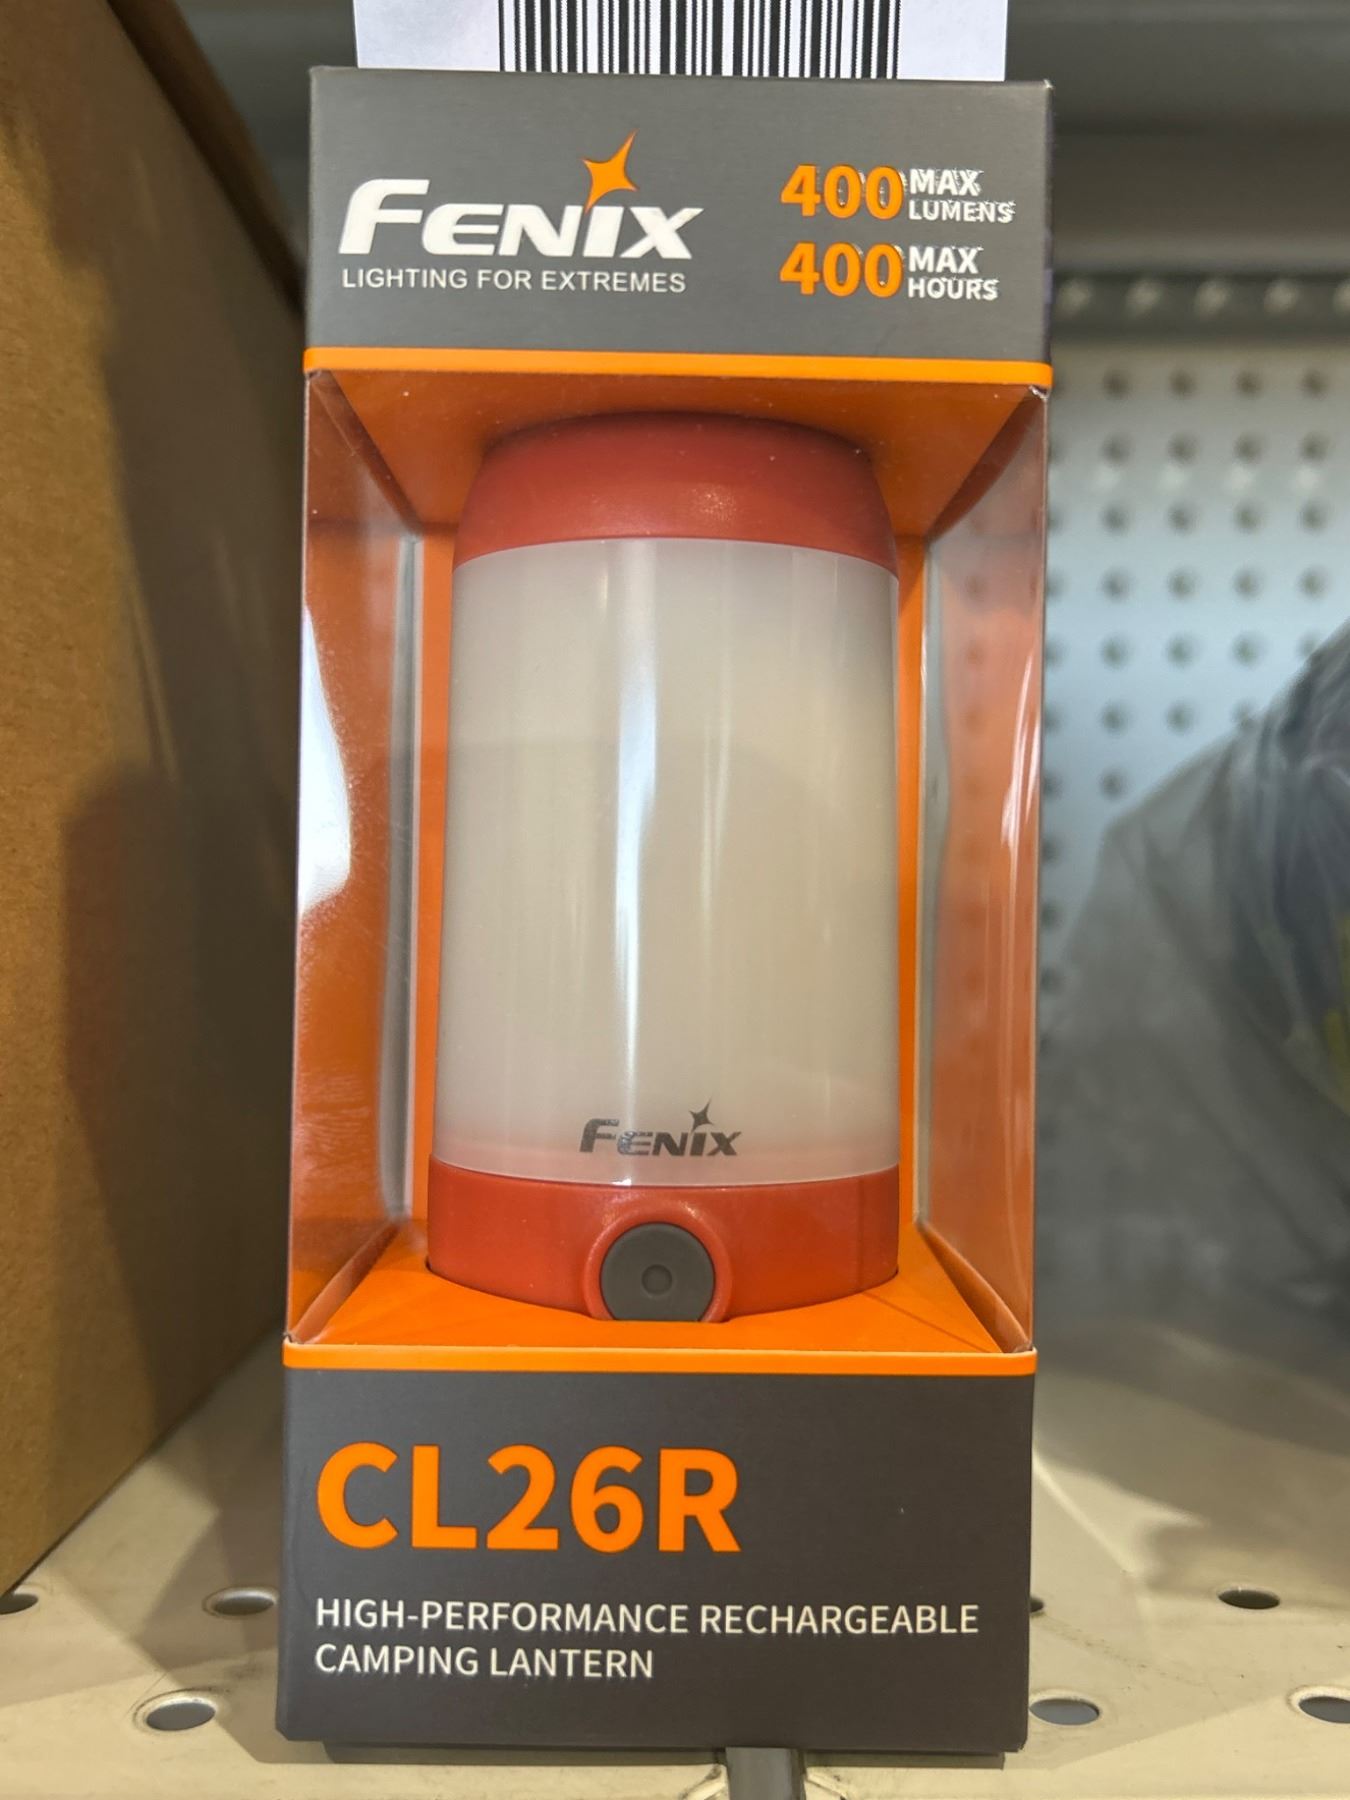 FENIX
LIGHTING FOR EXTREMES
400 MAX LUMENS
400 MAX HOURS
FENIX
CL26R
HIGH-PERFORMANCE RECHARGEABLE
CAMPING LANTERN